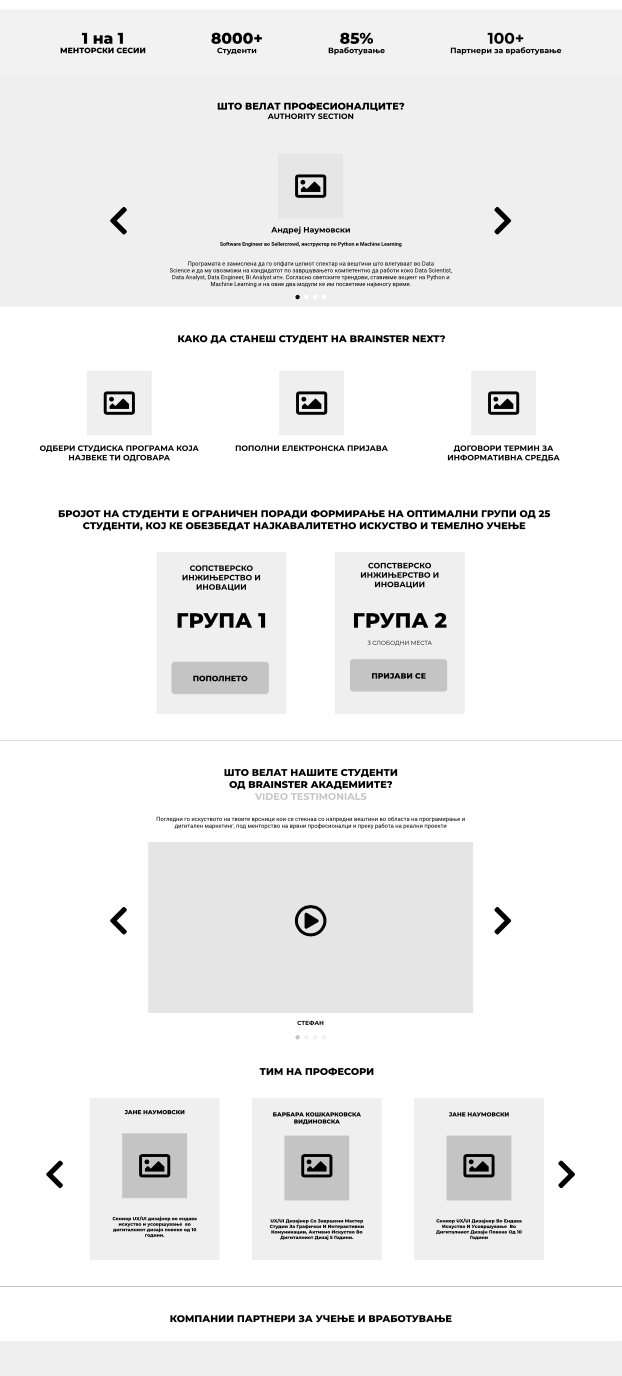 1 на 1
МЕНТОРСКИ СЕСИИ
8000+
Студенти
85%
Вработување
100+
Партнери за вработување
ШТО ВЕЛАТ ПРОФЕСИОНАЛЦИТЕ?
AUTHORITY SECTION
Андреј Наумовски
Software Engineer во Sellercrowd, инструктор по Python и Machine Learning
Програмата е замислена да го опфати целиот спектар на вештини што влегуваат во Data
Science и да му овозможи на кандидатот по завршувањето компетентно да работи како Data Scientist,
Data Analyst, Data Engineer, BI Analyst итн. Согласно светските трендови, ставивме акцент на Python и
Machine Learning и на овие два модули ќе им посветиме најмногу време.
КАКО ДА СТАНЕШ СТУДЕНТ НА BRAINSTER NEXT?
ОДБЕРИ СТУДИСКА ПРОГРАМА КОЈА
НАЈВЕКЕ ТИ ОДГОВАРА
ПОПОЛНИ ЕЛЕКТРОНСКА ПРИЈАВА
ДОГОВОРИ ТЕРМИН ЗА
ИНФОРМАТИВНА СРЕДБА
БРОЈОТ НА СТУДЕНТИ Е ОГРАНИЧЕН ПОРАДИ ФОРМИРАЊЕ НА ОПТИМАЛНИ ГРУПИ ОД 25
СТУДЕНТИ, КОЈ КЕ ОБЕЗБЕДАТ НАЈКАВАЛИТЕТНО ИСКУСТВО И ТЕМЕЛНО УЧЕЊЕ
СОПСТВЕРСКО
ИНЖИЊЕРСТВО И
ИНОВАЦИИ
ГРУПА 1
ПОПОЛНЕТО
СОПСТВЕРСКО
ИНЖИЊЕРСТВО И
ИНОВАЦИИ
ГРУПА 2
3 СЛОБОДНИ МЕСТА
ПРИЈАВИ СЕ
ШТО ВЕЛАТ НАШИТЕ СТУДЕНТИ
ОД BRAINSTER АКАДЕМИИТЕ?
VIDEO TESTIMONIALS
Погледни го искуството на твоите врсници кои се стекнаа со напредни вештини во областа на програмирање и
дигитален маркетинг, под менторство на врвни професионалци и преку работа на реални проекти
СТЕФАН
ТИМ НА ПРОФЕСОРИ
ЈАНЕ НАУМОВСКИ
Сениор UX/UI дизајнер во ендава
искуство и усовршување во
дигиталниот дизајн повеќе од 10
години.
БАРБАРА КОШКАРКОВСКА
ВИДИНОВСКА
UX/UI Дизајнер Со Завршени Мастер
Студии За Графички И Интерактивни
Комуникации, Активно Искуство Во
Дигиталниот Дизај 5 Години.
ЈАНЕ НАУМОВСКИ
Сениор UX/UI Дизајнер Во Ендава
Искуство И Усовршување Во
Дигиталниот Дизајн Повеќе Од 10
Години
КОМПАНИИ ПАРТНЕРИ ЗА УЧЕЊЕ И ВРАБОТУВАЊЕ